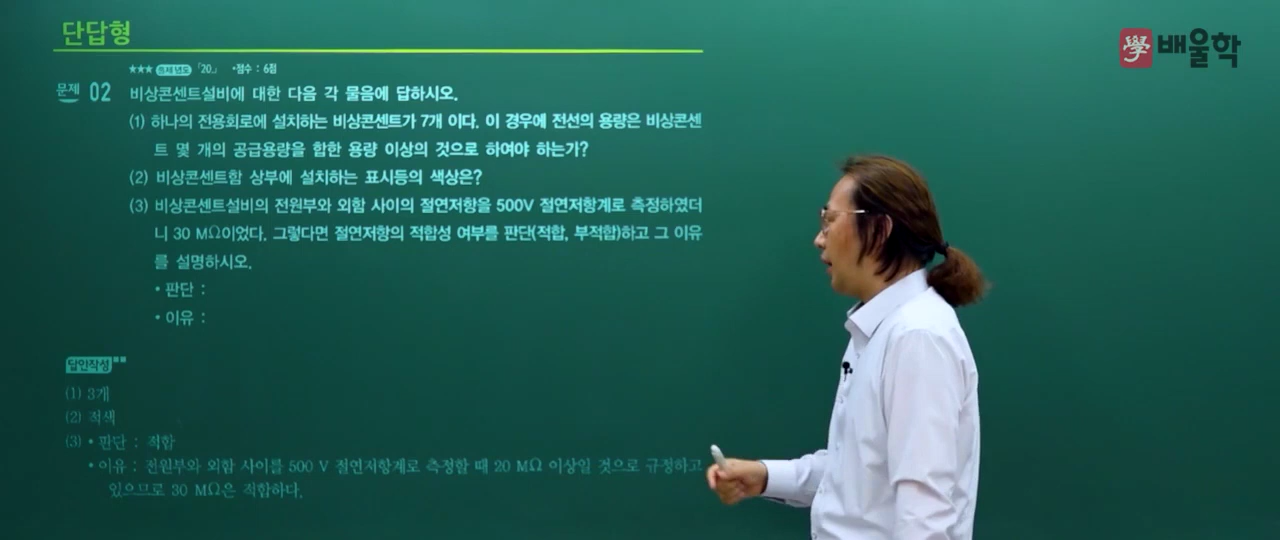 단답형
學 배울학
★★★ 출제년도 「20.」 •점수 : 6점
문제 02 비상콘센트설비에 대한 다음 각 물음에 답하시오.
(1) 하나의 전용회로에 설치하는 비상콘센트가 7개 이다. 이 경우에 전선의 용량은 비상콘센
트 몇 개의 공급용량을 합한 용량 이상의 것으로 하여야 하는가?
(2) 비상콘센트함 상부에 설치하는 표시등의 색상은?
(3) 비상콘센트설비의 전원부와 외함 사이의 절연저항을 500V 절연저항계로 측정하였더
니 30 MΩ이었다. 그렇다면 절연저항의 적합성 여부를 판단(적합, 부적합)하고 그 이유
를 설명하시오.
• 판단 :
• 이유 :
답안작성
(1) 3개
(2) 적색
(3) • 판단 : 적합
• 이유 : 전원부와 외함 사이를 500 V 절연저항계로 측정할 때 20 MΩ 이상일 것으로 규정하고
있으므로 30 MΩ은 적합하다.